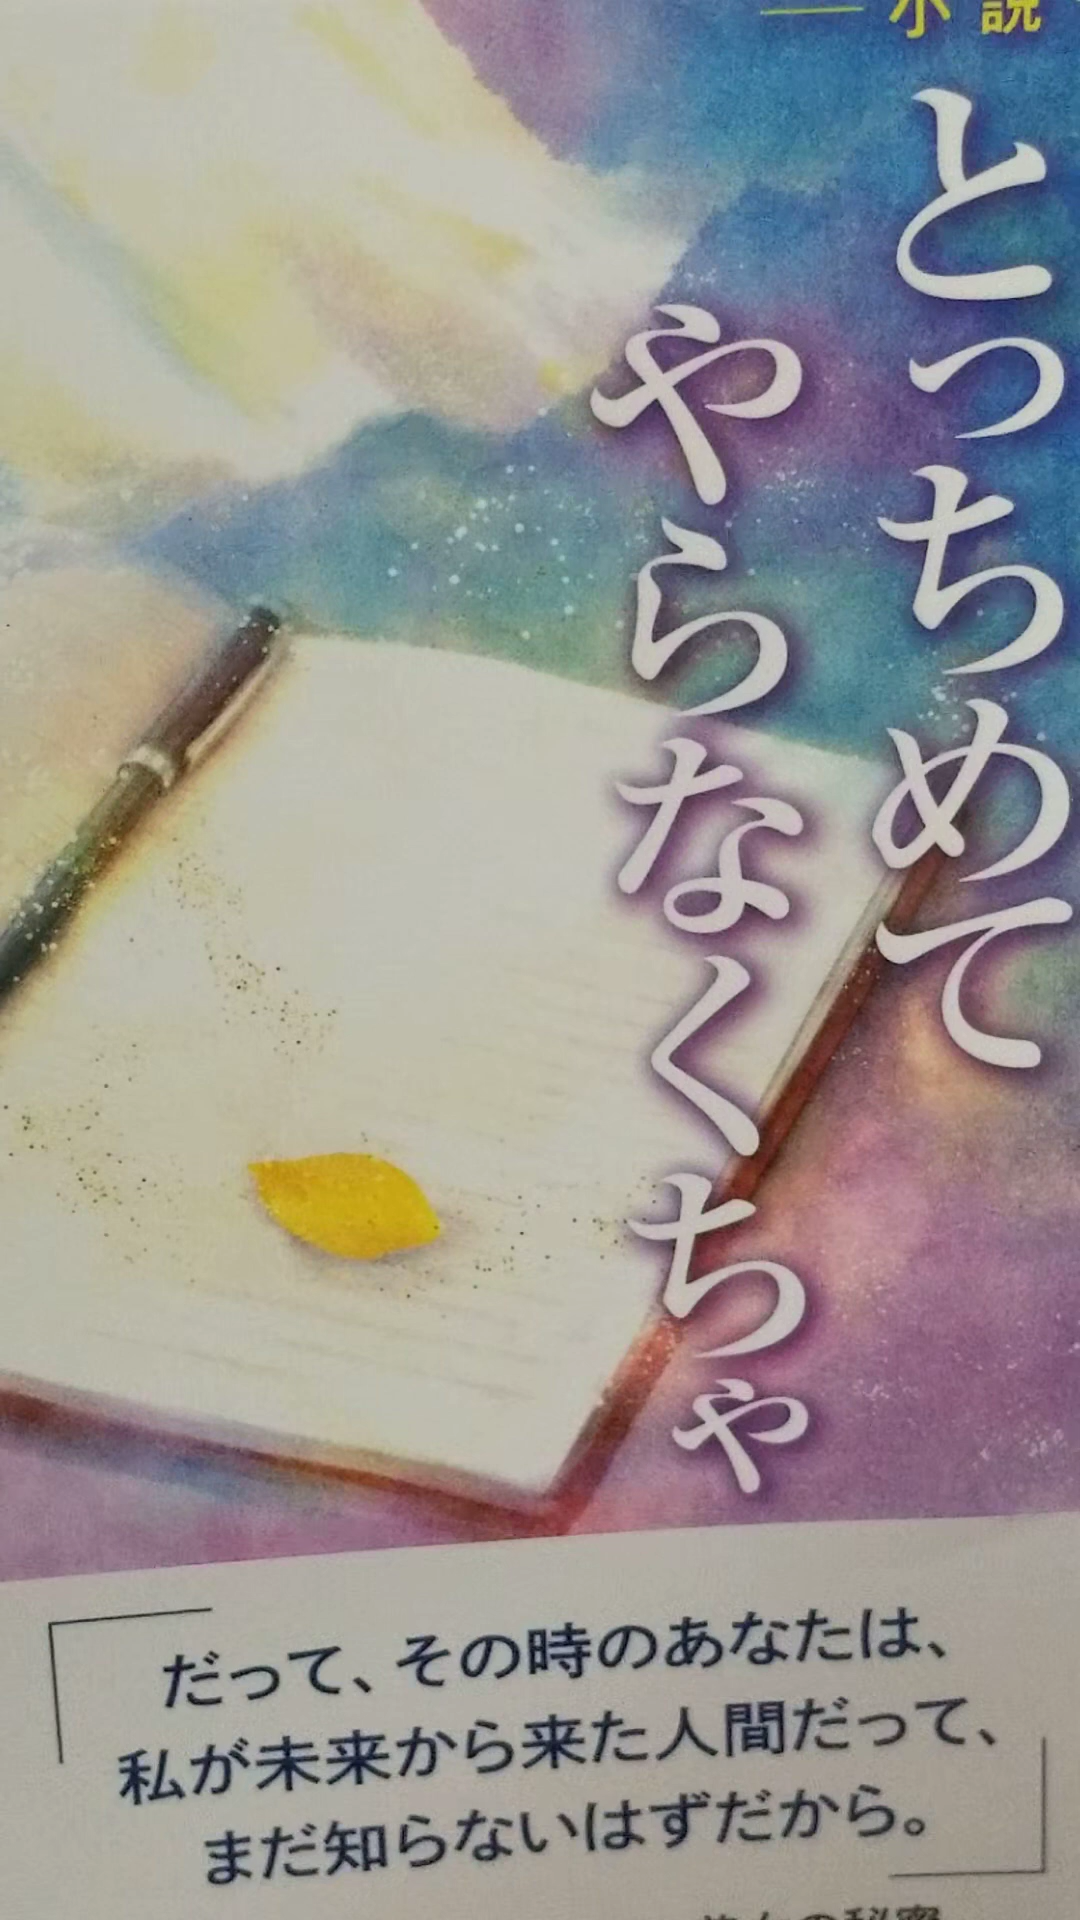 小説
とっちめて
やらなくちゃ
だって、その時のあなたは、
私が未来から来た人間だって、
まだ知らないはずだから。